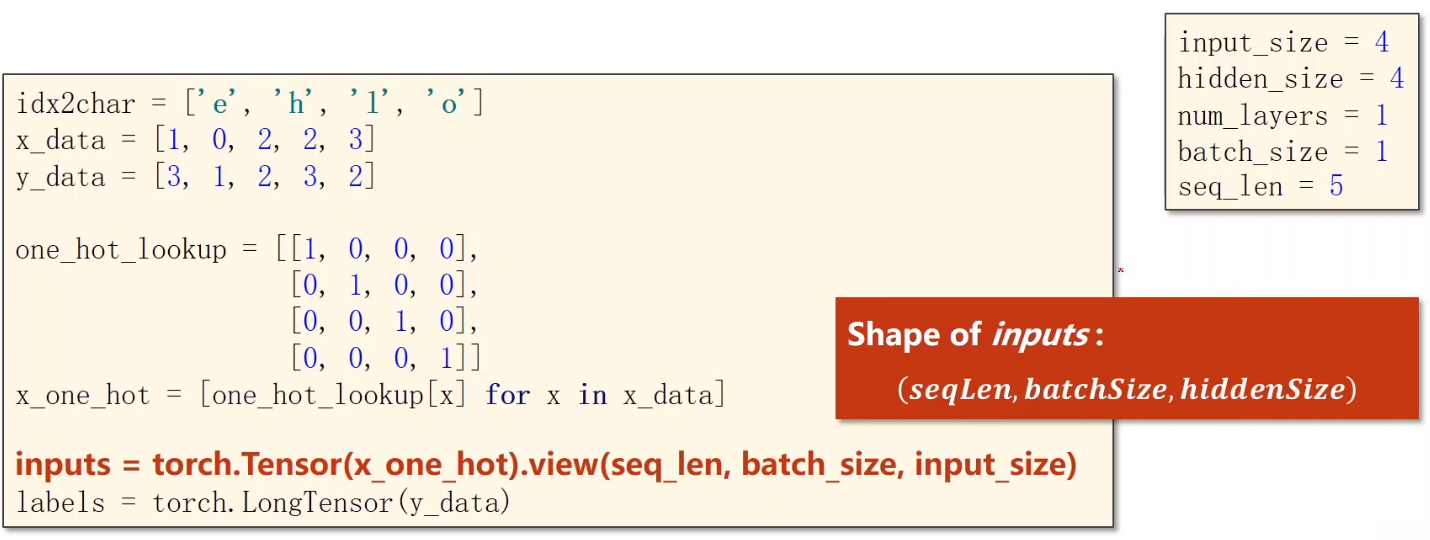 input_size = 4
hidden_size = 4
num_layers = 1
batch_size = 1
seq_len = 5
idx2char = ['e', 'h', 'l', 'o']
x_data = [1, 0, 2, 2, 3]
y_data = [3, 1, 2, 3, 2]
one_hot_lookup = [[1, 0, 0, 0],
[0, 1, 0, 0],
[0, 0, 1, 0],
[0, 0, 0, 1]]
x_one_hot = [one_hot_lookup[x] for x in x_data]
inputs = torch.Tensor(x_one_hot).view(seq_len, batch_size, input_size)
labels = torch.LongTensor(y_data)
Shape of inputs:
(seqLen, batchSize, hiddenSize)